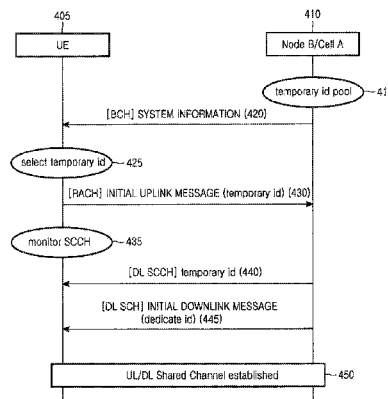 405
410
UE
Node B/Cell A
temporary id pool
41
[BCH] SYSTEM INFORMATION (420)
select temporary id
425
[RACH] INITIAL UPLINK MESSAGE (temporary id) (430)
monitor SCCH
435
[DL SCCH] temporary id (440)
[DL SCH] INITIAL DOWNLINK MESSAGE
(dedicate id) (445)
UL/DL Shared Channel established
450